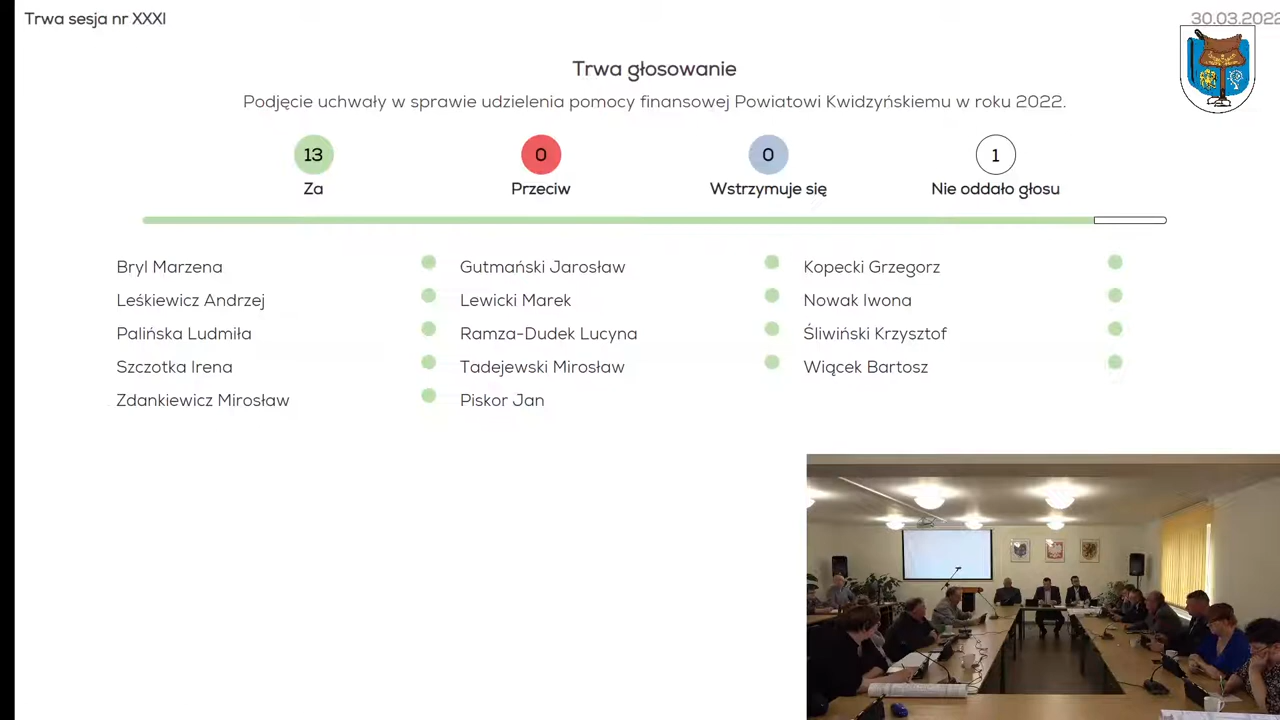 Trwa sesja nr XXXI
30.03.2022
Trwa głosowanie
Podjęcie uchwały w sprawie udzielenia pomocy finansowej Powiatowi Kwidzyńskiemu w roku 2022.
13
0
0
1
Za
Przeciw
Wstrzymuje się
Nie oddało głosu
Bryl Marzena
Gutmański Jarosław
Kopecki Grzegorz
Leśkiewicz Andrzej
Lewicki Marek
Nowak Iwona
Palińska Ludmiła
Ramza-Dudek Lucyna
Śliwiński Krzysztof
Szczotka Irena
Tadejewski Mirosław
Wiącek Bartosz
Zdankiewicz Mirosław
Piskor Jan